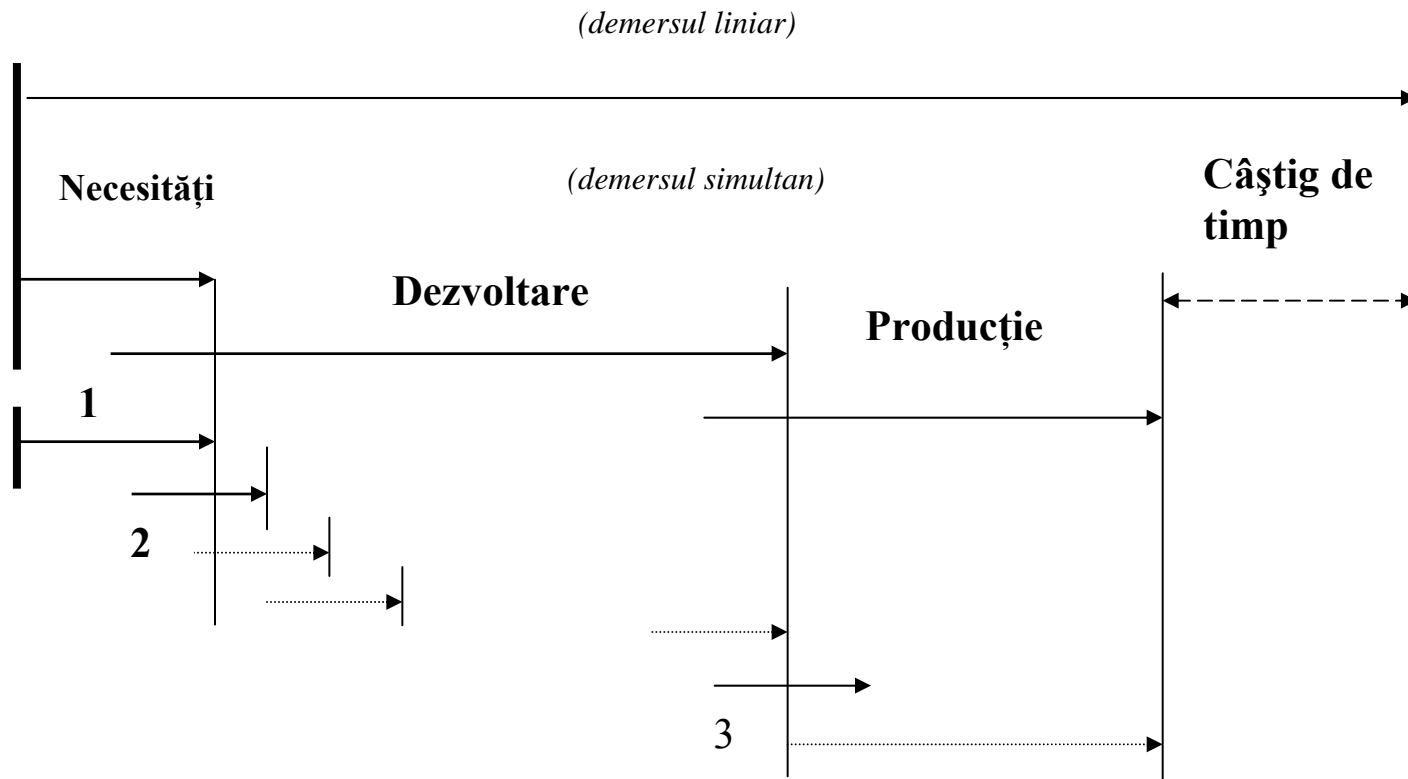 (demersul liniar)
Necesități
(demersul simultan)
Câştig de
timp
Dezvoltare
Producție
1
2
3